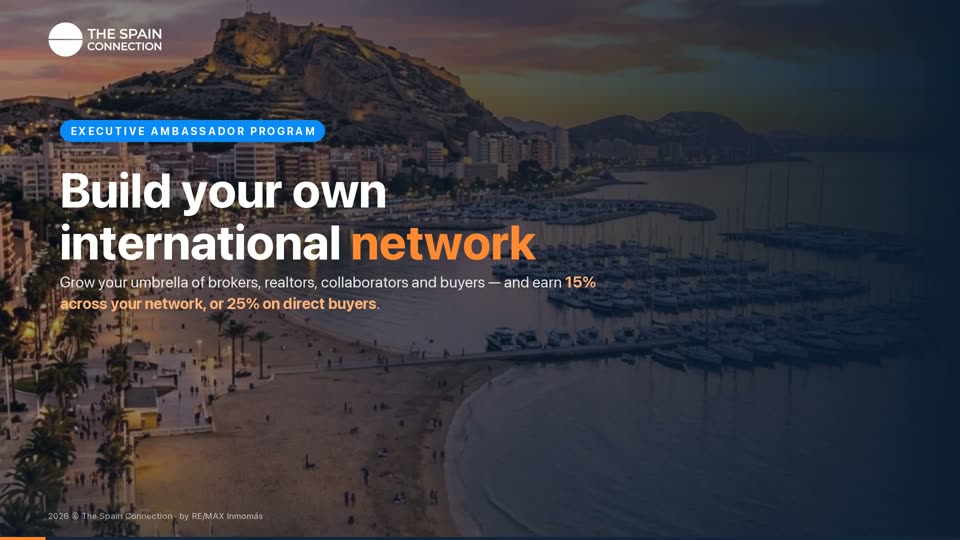 THE SPAIN
CONNECTION
EXECUTIVE AMBASSADOR PROGRAM
Build your own
international network
Grow your umbrella of brokers, realtors, collaborators and buyers — and earn 15%
across your network, or 25% on direct buyers.
2026 © The Spain Connection · by RE/MAX Inmomás